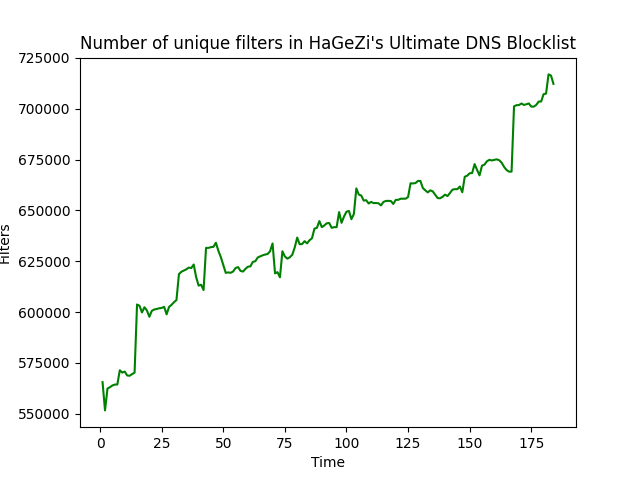 Number of unique filters in HaGeZi's Ultimate DNS Blocklist
725000
700000
675000
650000
625000
600000
575000
550000
Filters
0 25 50 75 100 125 150 175
Time